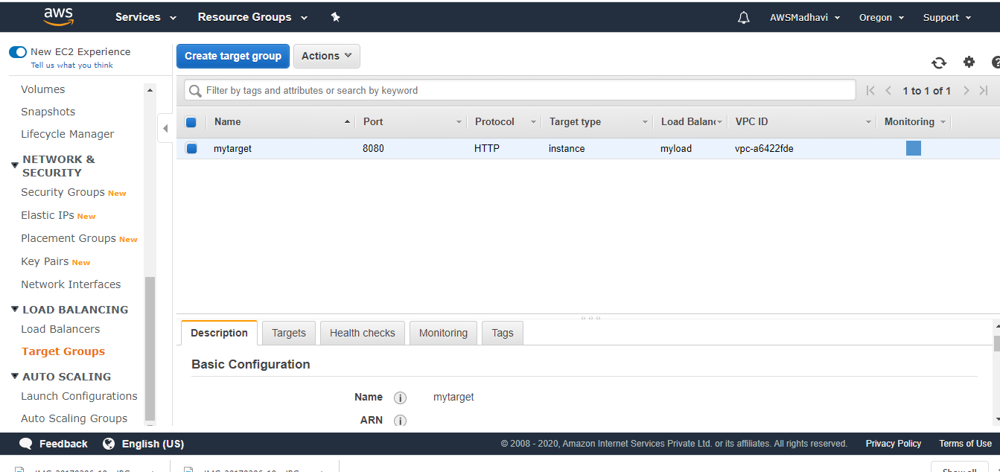 aws Services Resource Groups AWSMadhavi Oregon Support
New EC2 Experience
Tell us what you think
Volumes
Snapshots
Lifecycle Manager
NETWORK &
SECURITY
Security Groups New
Elastic IPs New
Placement Groups New
Key Pairs New
Network Interfaces
LOAD BALANCING
Load Balancers
Target Groups
AUTO SCALING
Launch Configurations
Auto Scaling Groups
Create target group Actions
Filter by tags and attributes or search by keyword
1 to 1 of 1
Name Port Protocol Target type Load Balanc VPC ID Monitoring
mytarget 8080 HTTP instance myload vpc-a6422fde
Description Targets Health checks Monitoring Tags
Basic Configuration
Name i mytarget
ARN i
Feedback English (US) © 2008 - 2020, Amazon Internet Services Private Ltd. or its affiliates. All rights reserved. Privacy Policy Terms of Use
Show all